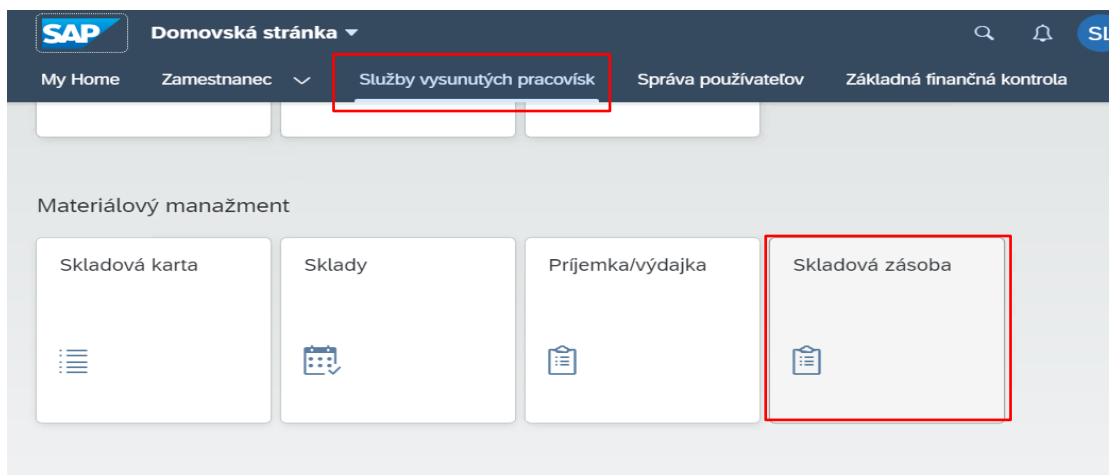 SAP Domovská stránka SL
My Home Zamestnanec Služby vysunutých pracovísk Správa používateľov Základná finančná kontrola
Materiálový manažment
Skladová karta Sklady Príjemka/výdajka Skladová zásoba